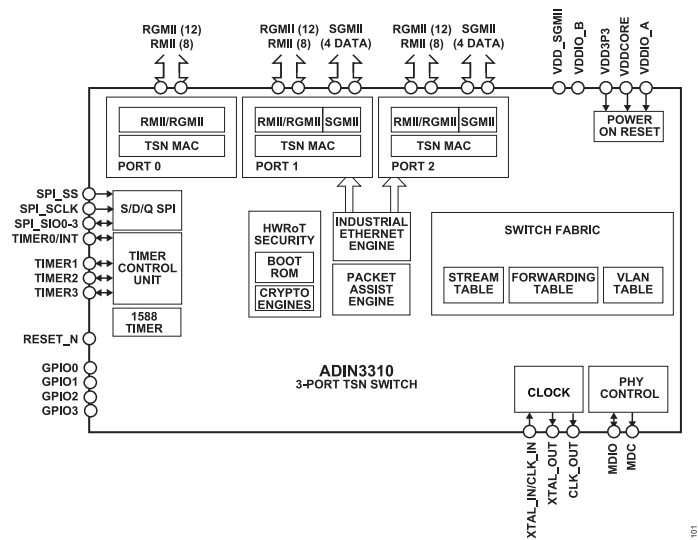 RGMII (12)
RMII (8)
RGMII (12)
RMII (8)
SGMII
(4 DATA)
RGMII (12)
RMII (8)
SGMII
(4 DATA)
VDD_SGMII
VDDIO_B
VDD3P3
VDDCORE
VDDIO_A
RMII/RGMII
TSN MAC
PORT 0
RMII/RGMII
SGMII
TSN MAC
PORT 1
RMII/RGMII
SGMII
TSN MAC
PORT 2
POWER
ON RESET
SPI_SS
SPI_SCLK
SPI_SIO0-3
TIMER0/INT
TIMER1
TIMER2
TIMER3
S/D/Q SPI
TIMER
CONTROL
UNIT
1588
TIMER
HWRoT
SECURITY
BOOT
ROM
CRYPTO
ENGINES
INDUSTRIAL
ETHERNET
ENGINE
PACKET
ASSIST
ENGINE
SWITCH FABRIC
STREAM
TABLE
FORWARDING
TABLE
VLAN
TABLE
RESET_N
GPIO0
GPIO1
GPIO2
GPIO3
ADIN3310
3-PORT TSN SWITCH
CLOCK
PHY
CONTROL
XTAL_IN/CLK_IN
XTAL_OUT
CLK_OUT
MDIO
MDC
101